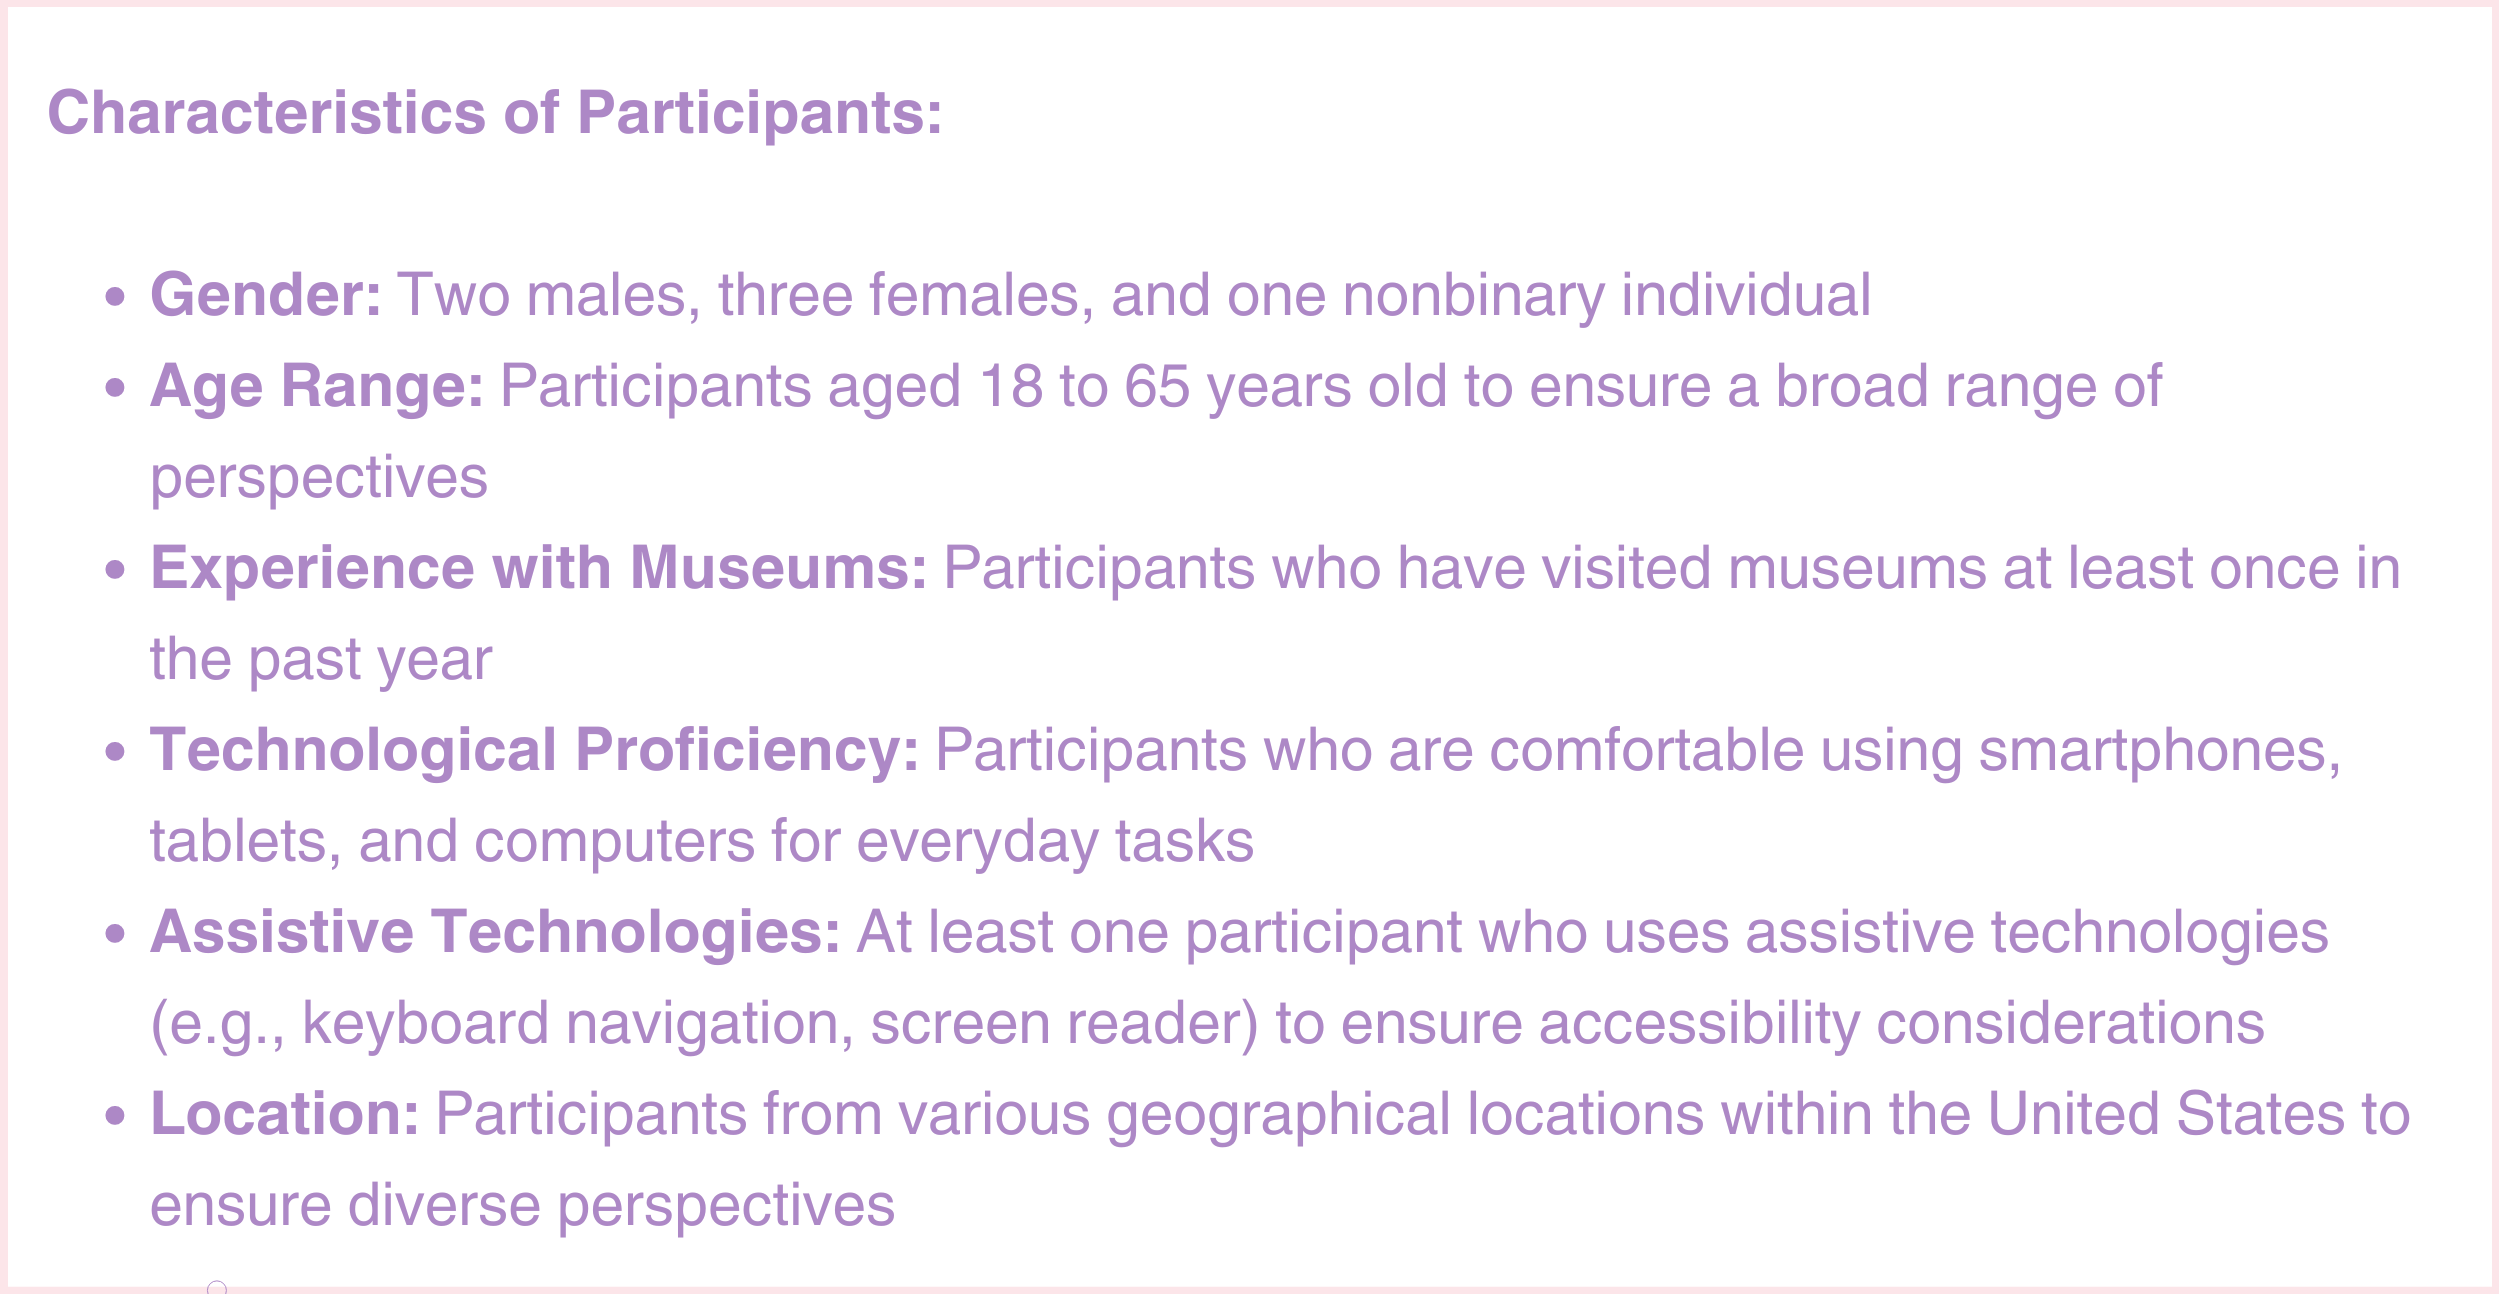 Characteristics of Participants:
• Gender: Two males, three females, and one nonbinary individual
• Age Range: Participants aged 18 to 65 years old to ensure a broad range of
perspectives
• Experience with Museums: Participants who have visited museums at least once in
the past year
• Technological Proficiency: Participants who are comfortable using smartphones,
tablets, and computers for everyday tasks
• Assistive Technologies: At least one participant who uses assistive technologies
(e.g., keyboard navigation, screen reader) to ensure accessibility considerations
• Location: Participants from various geographical locations within the United States to
ensure diverse perspectives